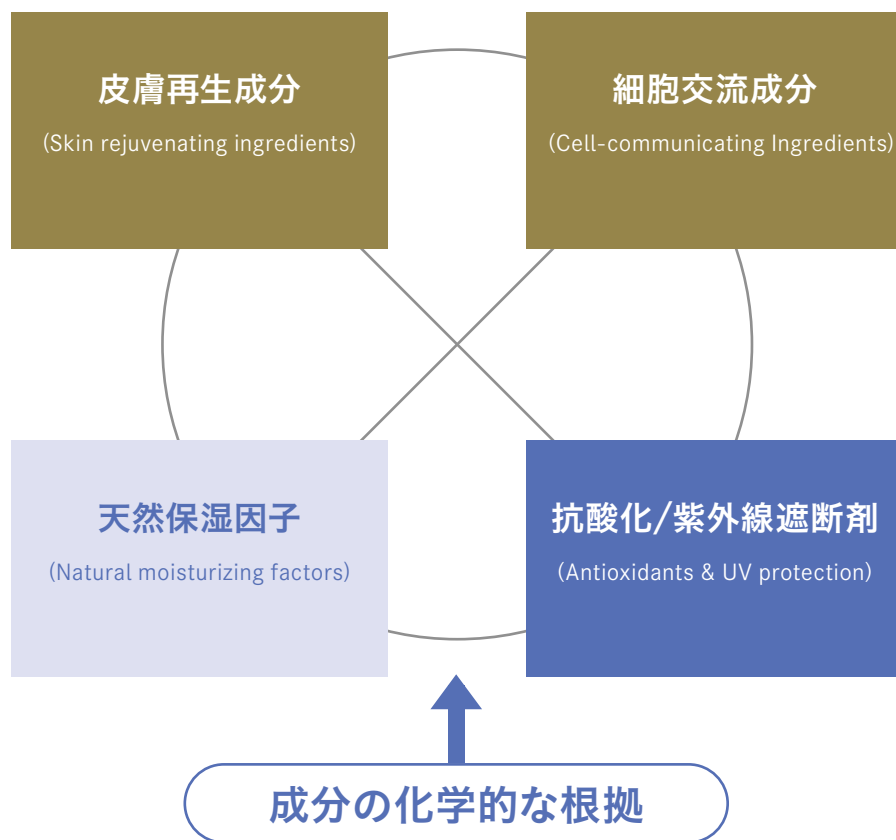 皮膚再生成分
(Skin rejuvenating ingredients)
細胞交流成分
(Cell-communicating Ingredients)
天然保湿因子
(Natural moisturizing factors)
抗酸化/紫外線遮断剤
(Antioxidants & UV protection)
成分の化学的な根拠